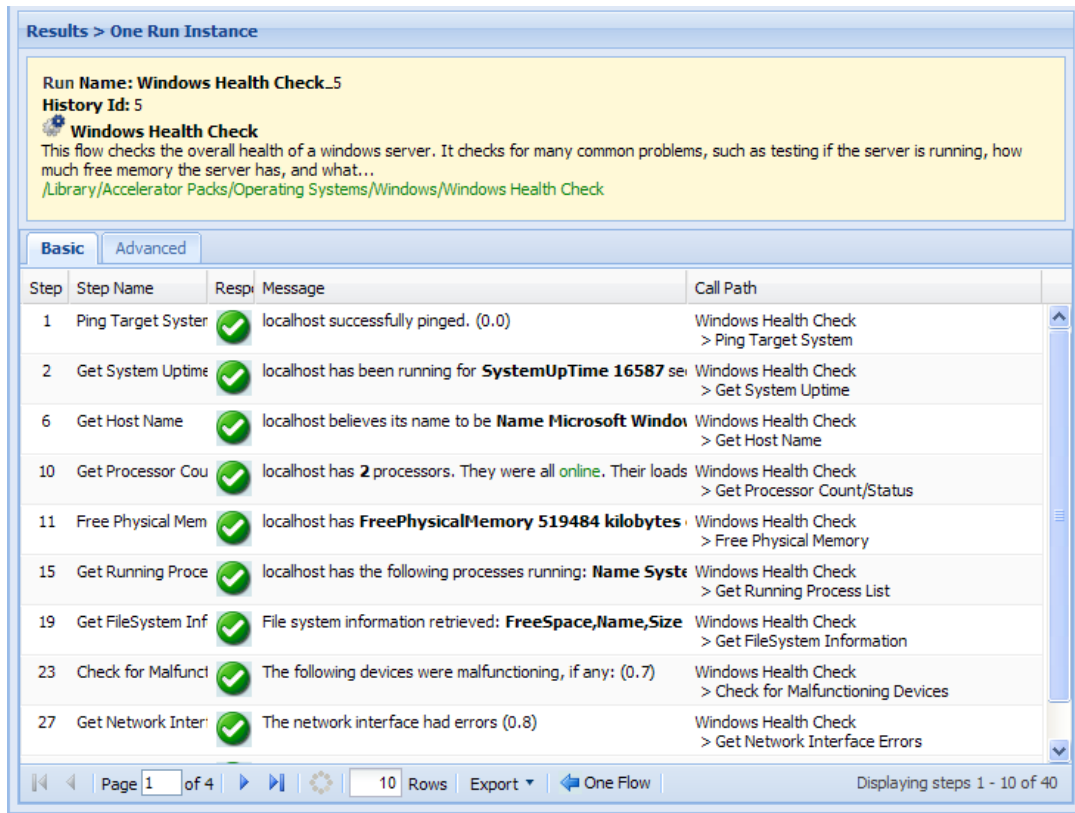 Results > One Run Instance
Run Name: Windows Health Check_5
History Id: 5
Windows Health Check
This flow checks the overall health of a windows server. It checks for many common problems, such as testing if the server is running, how
much free memory the server has, and what...
/Library/Accelerator Packs/Operating Systems/Windows/Windows Health Check
Basic Advanced
Step Step Name Respo Message Call Path
1 Ping Target System localhost successfully pinged. (0.0) Windows Health Check
> Ping Target System
2 Get System Uptime localhost has been running for SystemUpTime 16587 sec Windows Health Check
> Get System Uptime
6 Get Host Name localhost believes its name to be Name Microsoft Window Windows Health Check
> Get Host Name
10 Get Processor Cou localhost has 2 processors. They were all online. Their loads Windows Health Check
> Get Processor Count/Status
11 Free Physical Mem localhost has FreePhysicalMemory 519484 kilobytes Windows Health Check
> Free Physical Memory
15 Get Running Proce localhost has the following processes running: Name Syste Windows Health Check
> Get Running Process List
19 Get FileSystem Inf File system information retrieved: FreeSpace,Name,Size Windows Health Check
> Get FileSystem Information
23 Check for Malfunct The following devices were malfunctioning, if any: (0.7) Windows Health Check
> Check for Malfunctioning Devices
27 Get Network Interf The network interface had errors (0.8) Windows Health Check
> Get Network Interface Errors
Page 1 of 4 10 Rows Export One Flow Displaying steps 1 - 10 of 40